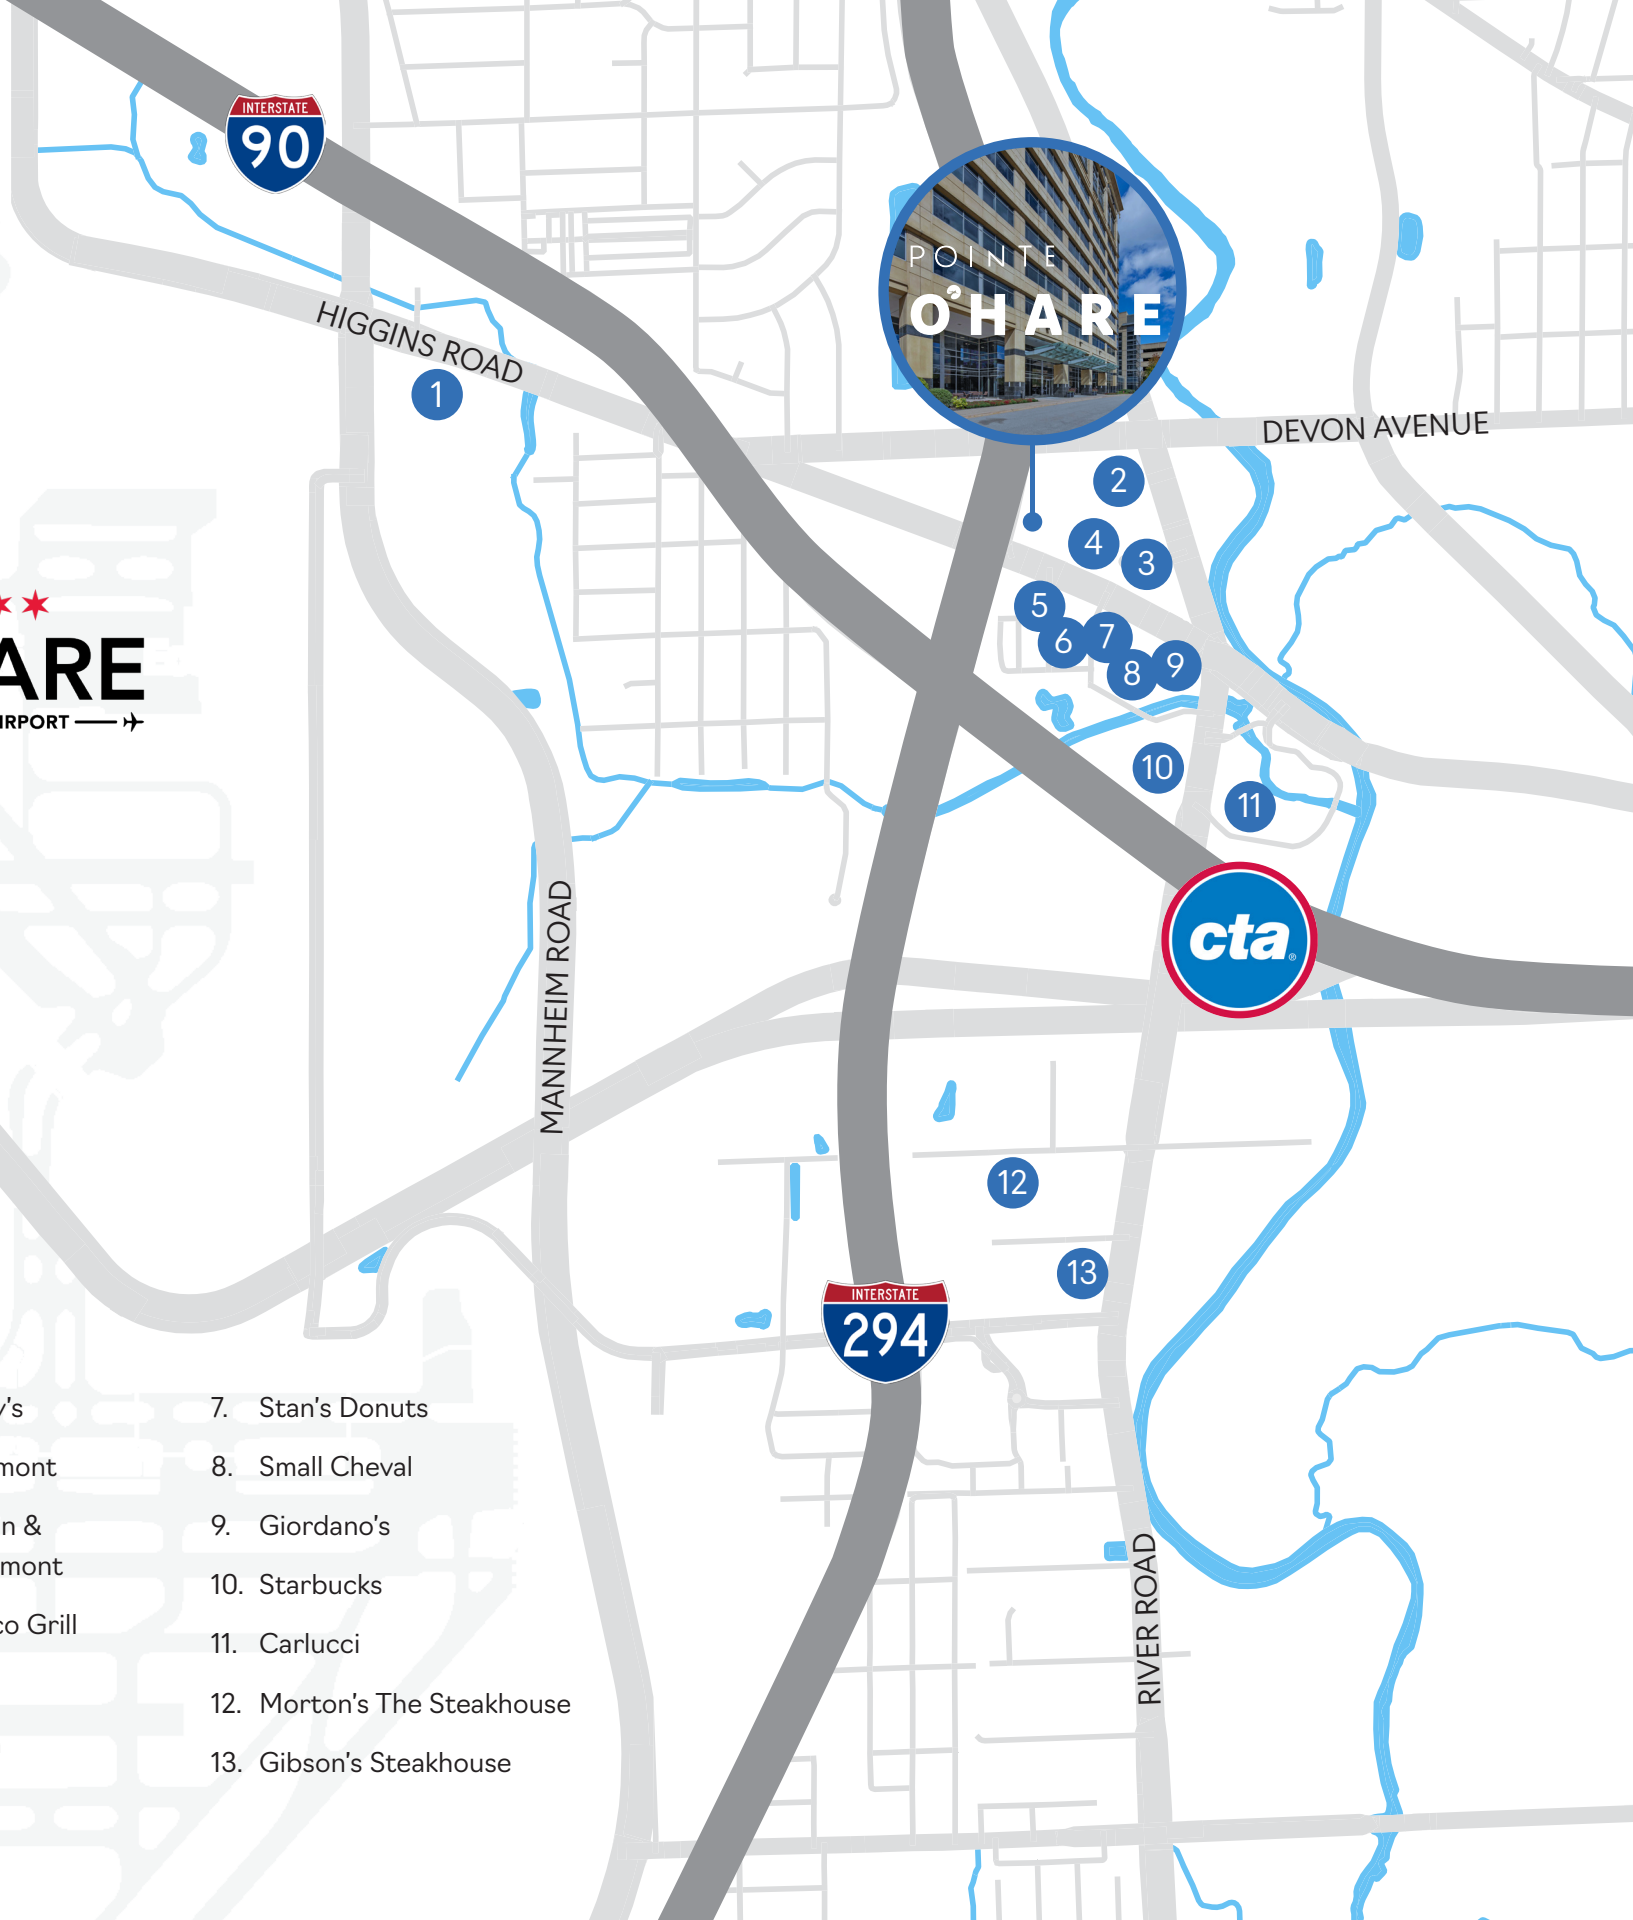 INTERSTATE
90
POINTE
O'HARE
HIGGINS ROAD
1
DEVON AVENUE
2
4
3
5
6
7
8
9
ARE
IRPORT
10
11
cta®
MANNHEIM ROAD
12
13
INTERSTATE
294
RIVER ROAD
y's
mont
n &
mont
co Grill
7. Stan's Donuts
8. Small Cheval
9. Giordano's
10. Starbucks
11. Carlucci
12. Morton's The Steakhouse
13. Gibson's Steakhouse